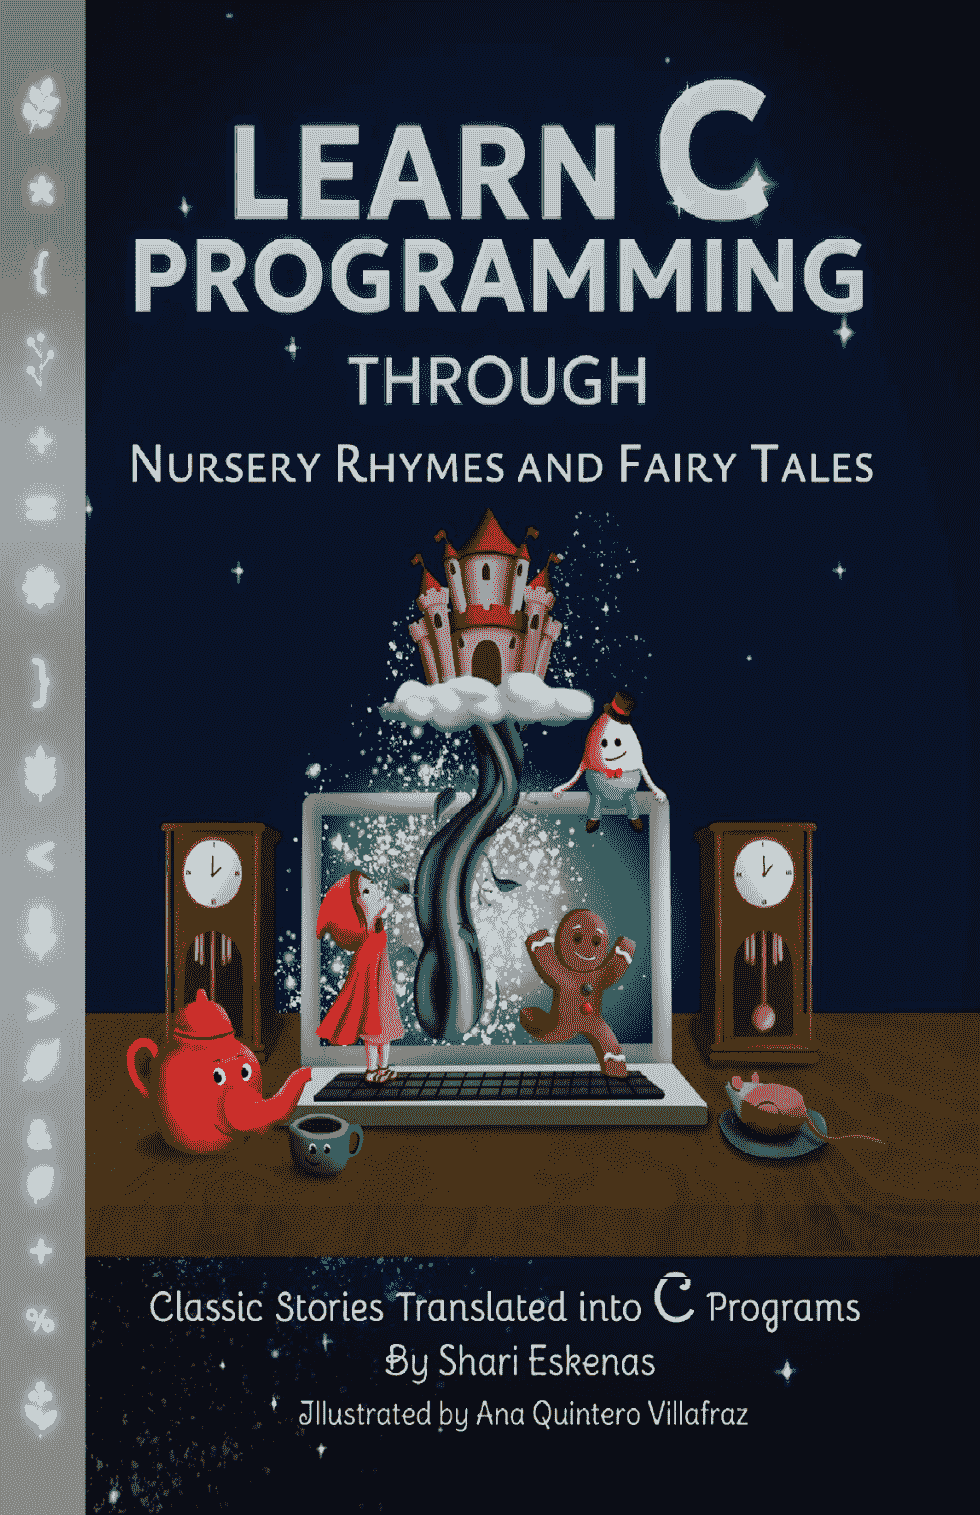 LEARN C
PROGRAMMING
THROUGH
NURSERY RHYMES AND FAIRY TALES
Classic Stories Translated into C Programs
By Shari Eskenas
Illustrated by Ana Quintero Villafraz